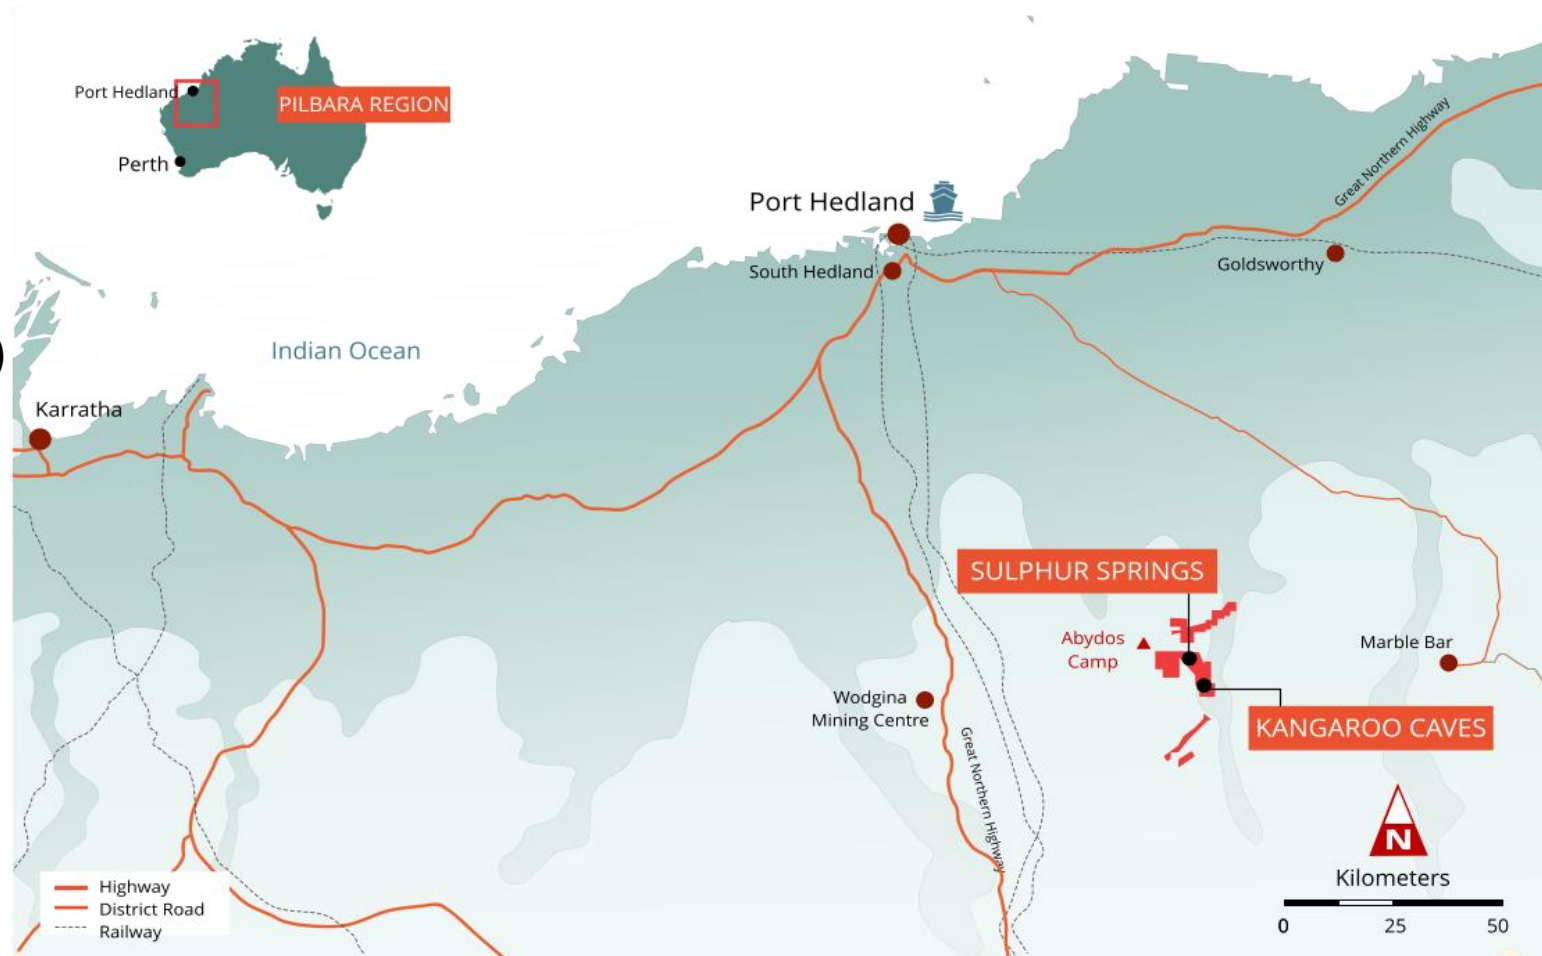 Port Hedland
PILBARA REGION
Perth
Great Northern Highway
Port Hedland
South Hedland
Goldsworthy
Indian Ocean
Karratha
SULPHUR SPRINGS
Abydos
Camp
Marble Bar
Wodgina
Mining Centre
KANGAROO CAVES
Great Northern Highway
N
Kilometers
0 25 50
Highway
District Road
Railway